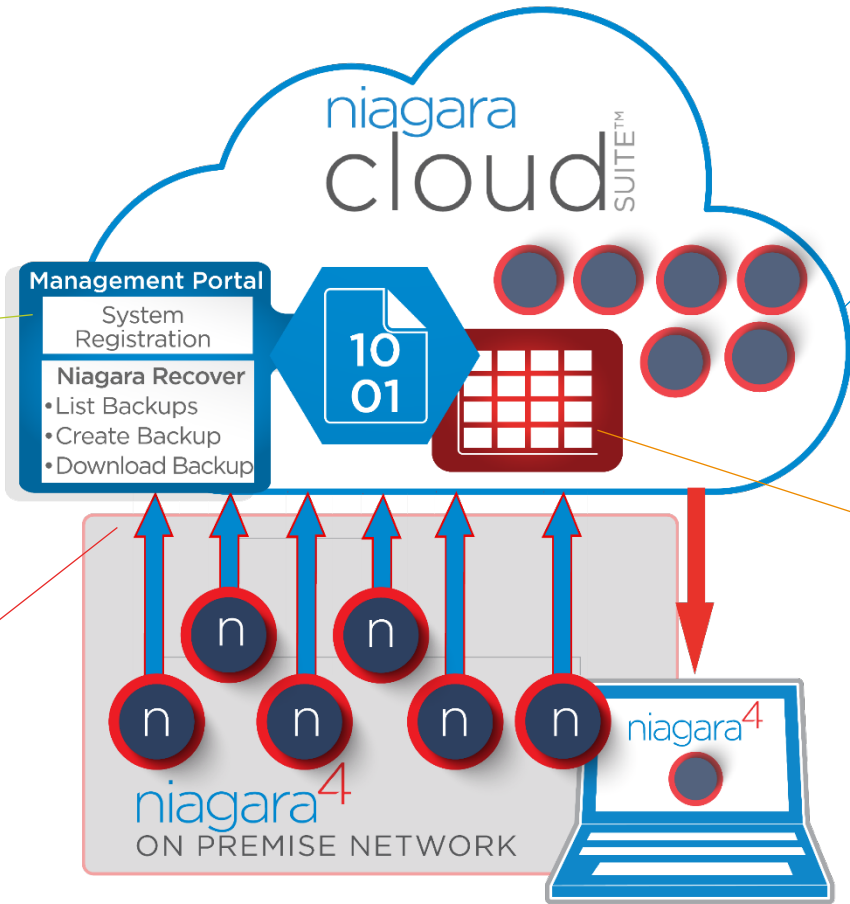 niagara
cloud
SUITE™
Management Portal
System
Registration
Niagara Recover
•List Backups
•Create Backup
•Download Backup
10
01
n
n
n
n
n
n
niagara4
niagara4
ON PREMISE NETWORK